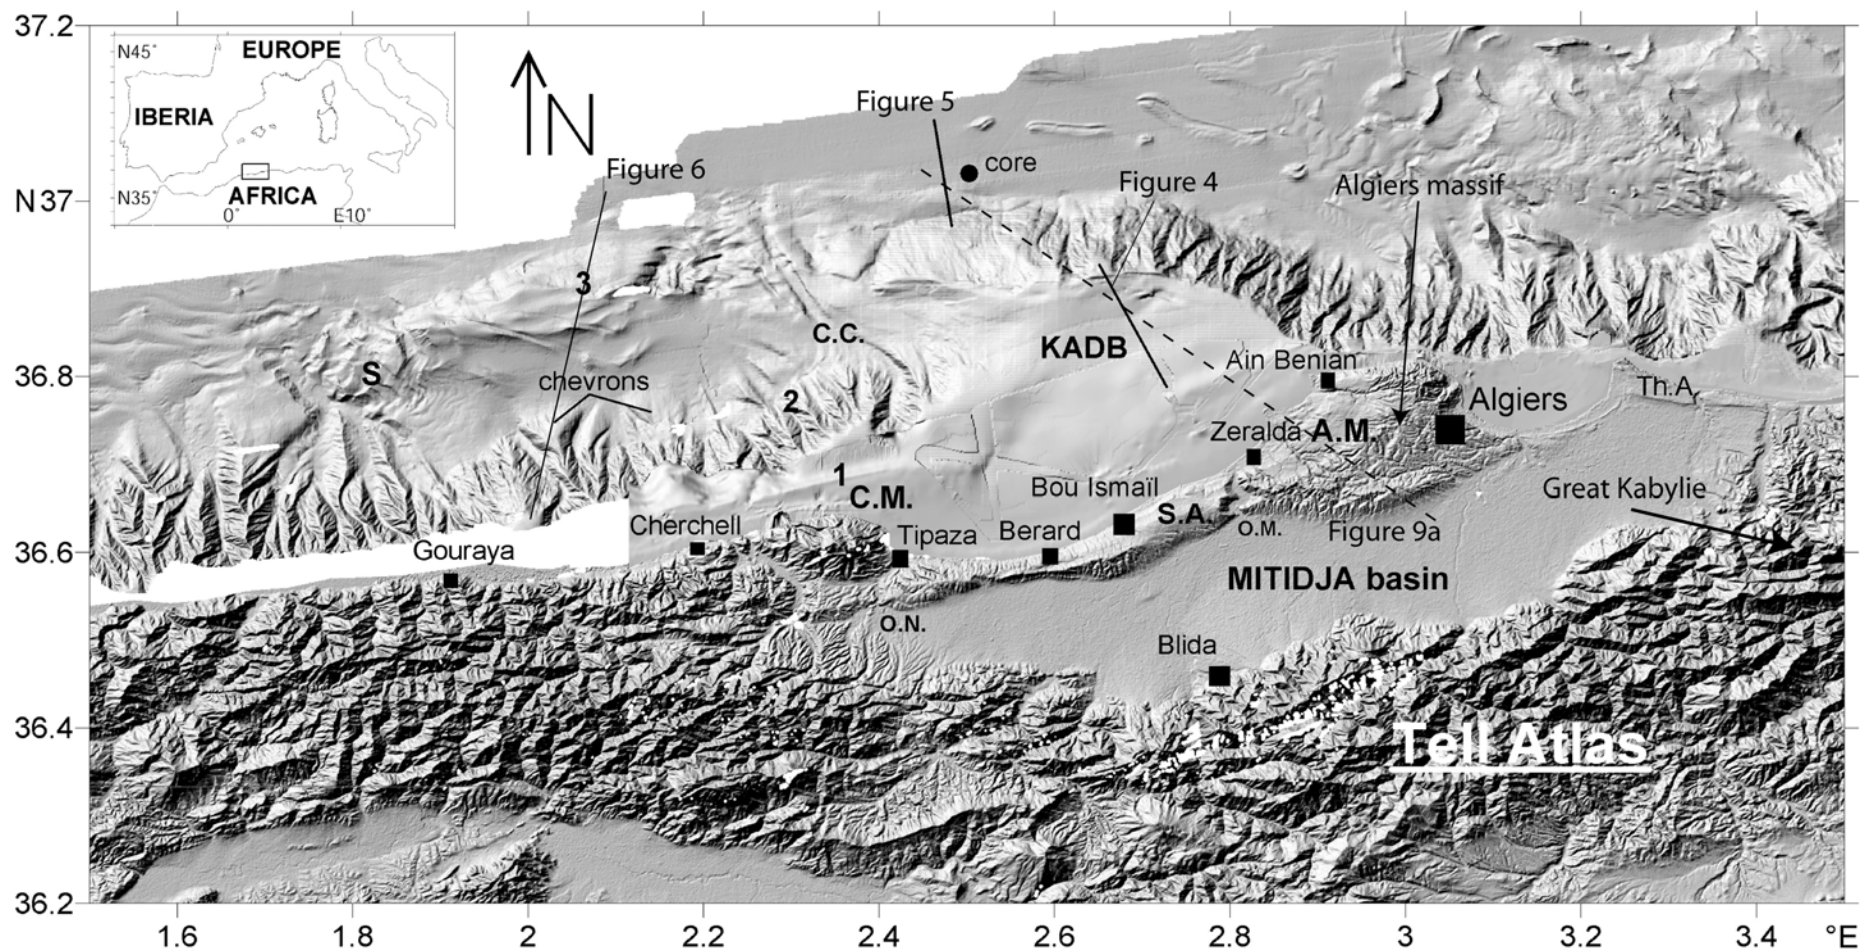 37.2
N45°
EUROPE
IBERIA
N35°
AFRICA
0°
E10°
N
Figure 5
core
Figure 6
Figure 4
Algiers massif
N 37
3
C.C.
KADB
Ain Benian
S
36.8
chevrons
2
Th.A.
Algiers
Zeralda
A.M.
1
C.M.
Bou Ismaïl
S.A.
Great Kabylie
Cherchell
Tipaza
Berard
O.M.
Figure 9a
36.6
Gouraya
MITIDJA basin
O.N.
Blida
36.4
Tell Atlas
36.2
1.6
1.8
2
2.2
2.4
2.6
2.8
3
3.2
3.4
°E